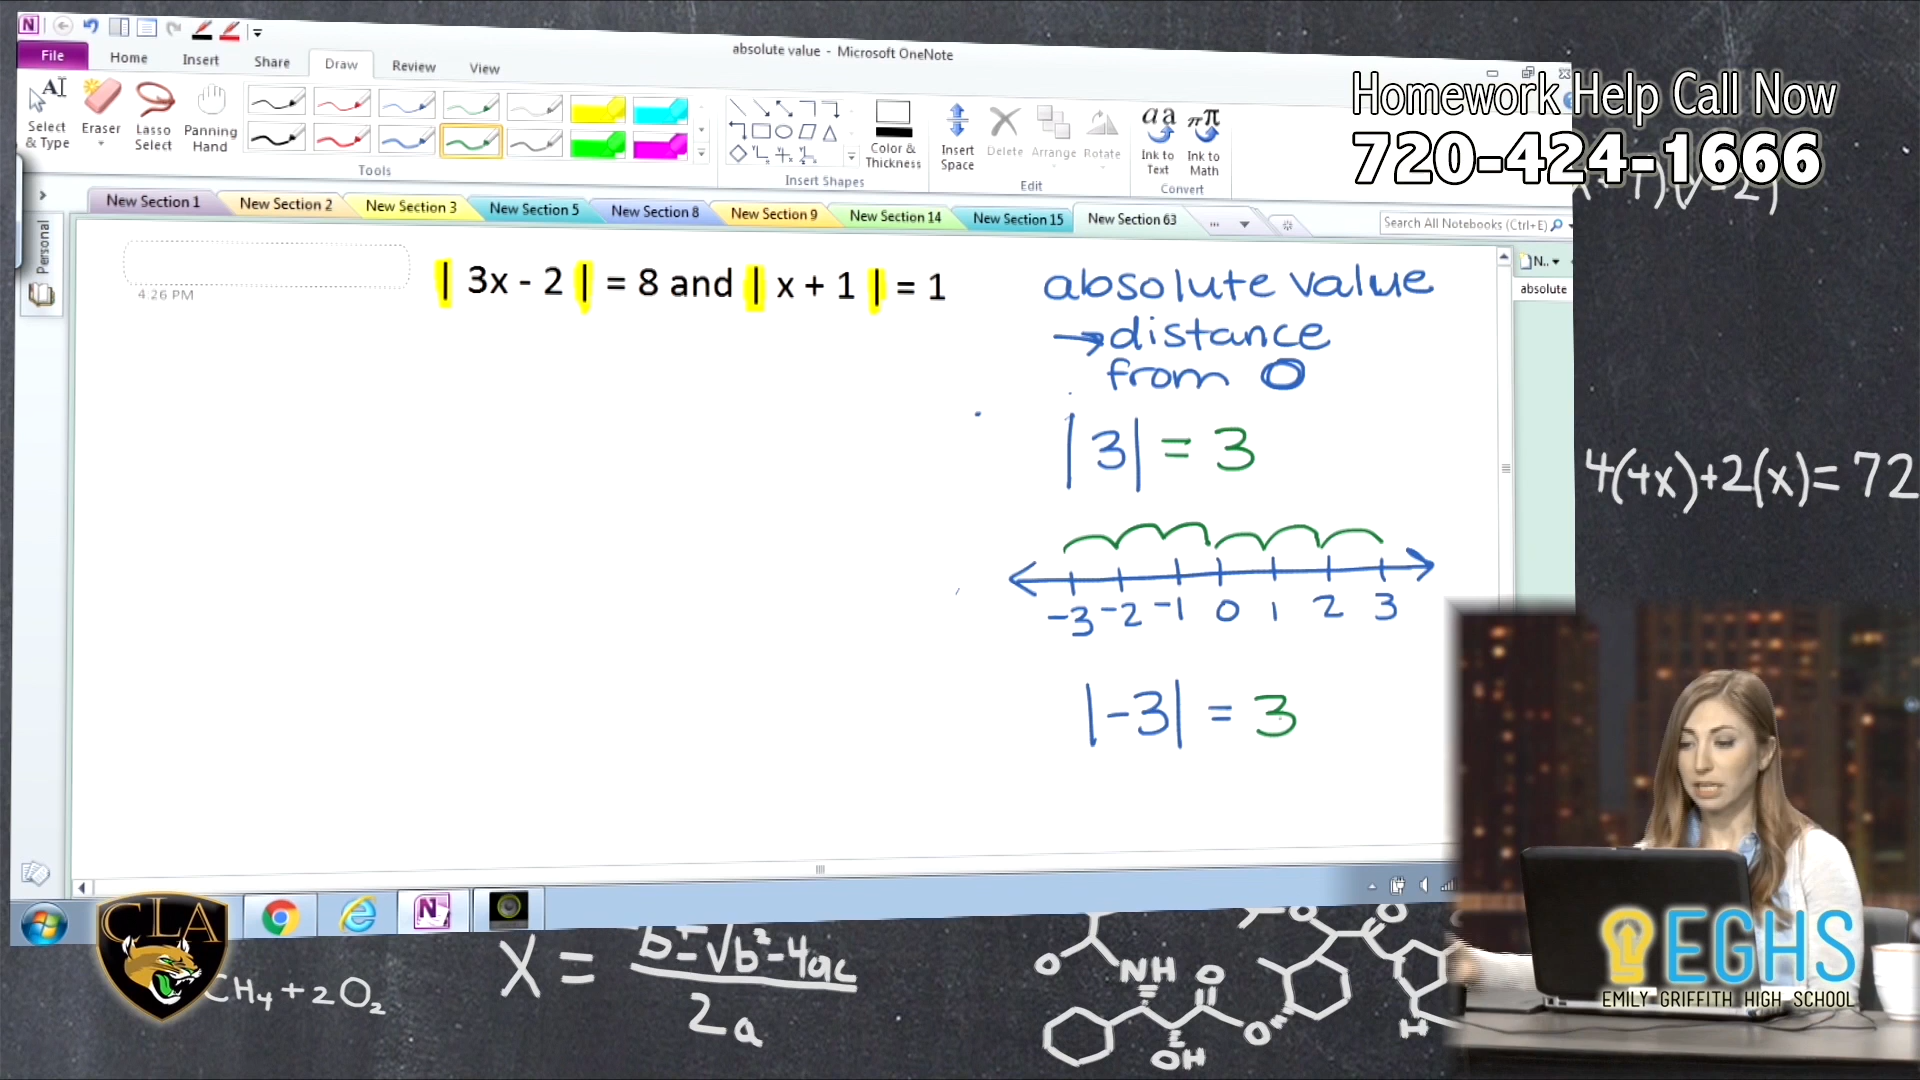 absolute value - Microsoft OneNote
File Home Insert Share Draw Review View
Homework Help Call Now
720-424-1666
Select & Type
Eraser
Lasso Select
Panning Hand
Tools
Insert Shapes
Color & Thickness
Insert Space
Delete
Arrange
Rotate
Edit
Ink to Text
Ink to Math
Convert
New Section 1 New Section 2 New Section 3 New Section 5 New Section 8 New Section 9 New Section 14 New Section 15 New Section 63 ...
Search All Notebooks (Ctrl+E)
Personal
N..
absolute
4:26 PM
| 3x - 2 | = 8 and | x + 1 | = 1
absolute value
→ distance
from 0
|3| = 3
-3 -2 -1 0 1 2 3
|-3| = 3
4(4x)+2(x)=72
CLA
CH4 + 2O2
X = b±√b²-4ac
2a
O NH O O
O OH H
EGHS
EMILY GRIFFITH HIGH SCHOOL